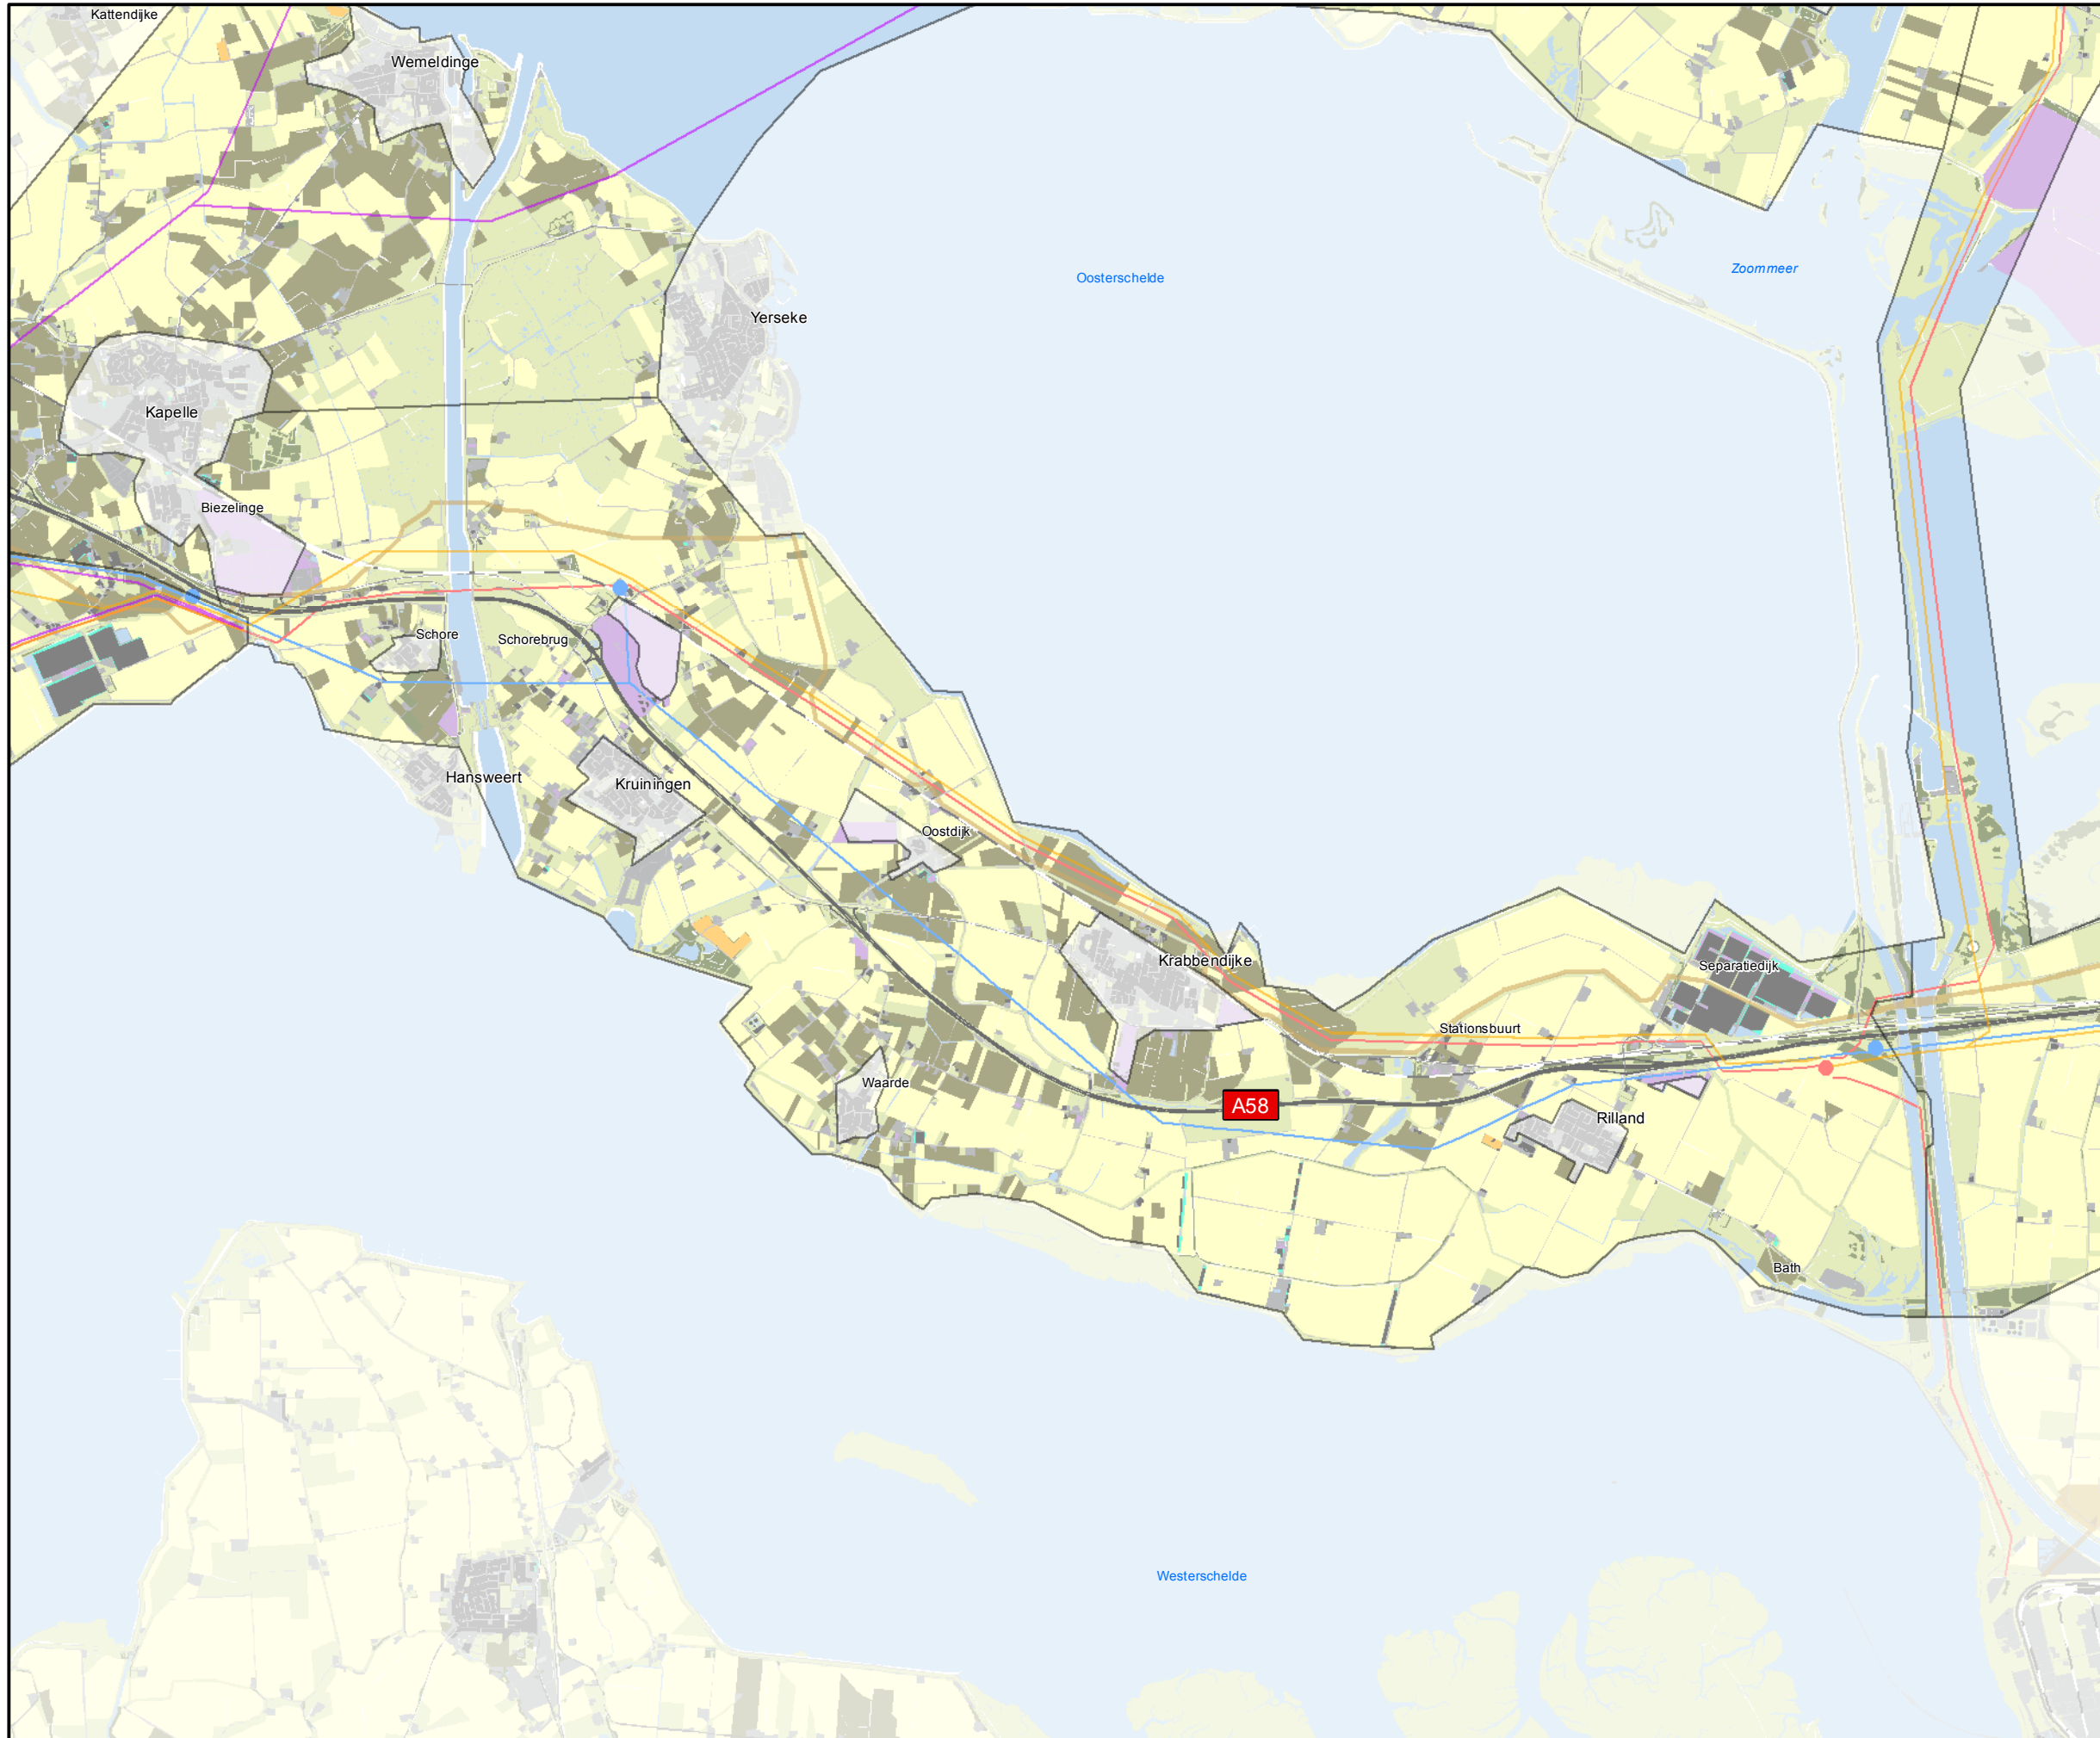 Kattendijke
Wemeldinge
Oosterschelde
Zoommeer
Yerseke
Kapelle
Biezelinge
Schore
Schorebrug
Hansweert
Kruiningen
Oostdijk
Krabbendijke
Separatiedijk
Stationsbuurt
Waarde
A58
Rilland
Bath
Westerschelde